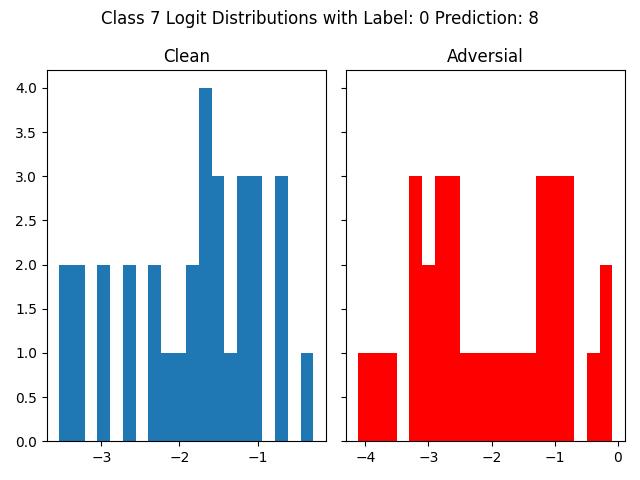 Class 7 Logit Distributions with Label: 0 Prediction: 8
Clean
Adversial
4.0
3.5
3.0
2.5
2.0
1.5
1.0
0.5
0.0
−3 −2 −1
−4 −3 −2 −1 0